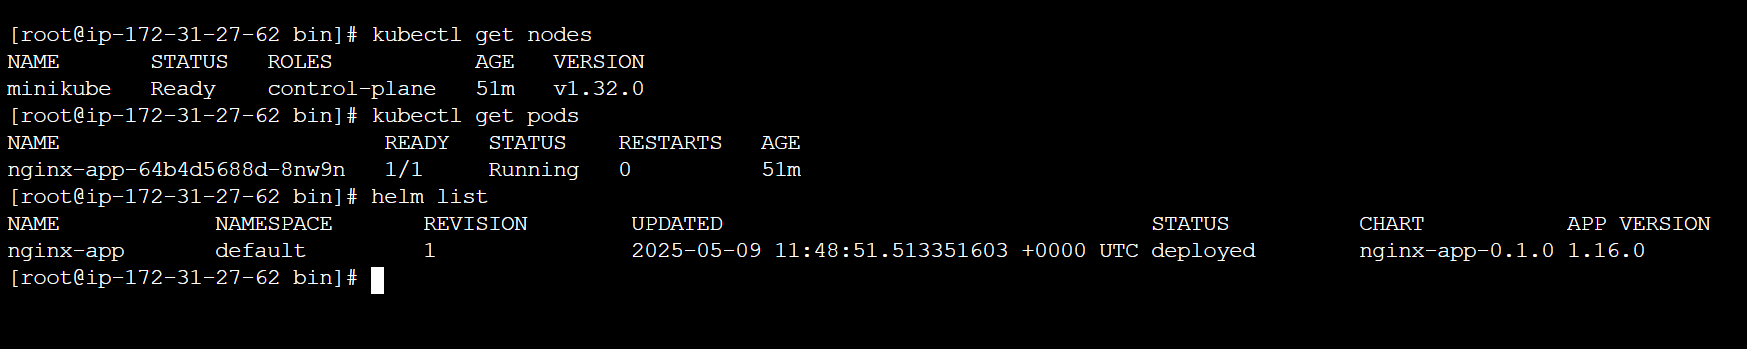 [root@ip-172-31-27-62 bin]# kubectl get nodes
NAME       STATUS   ROLES           AGE   VERSION
minikube   Ready    control-plane   51m   v1.32.0
[root@ip-172-31-27-62 bin]# kubectl get pods
NAME                         READY   STATUS    RESTARTS   AGE
nginx-app-64b4d5688d-8nw9n   1/1     Running   0          51m
[root@ip-172-31-27-62 bin]# helm list
NAME            NAMESPACE       REVISION        UPDATED                                 STATUS          CHART           APP VERSION
nginx-app       default         1               2025-05-09 11:48:51.513351603 +0000 UTC deployed        nginx-app-0.1.0 1.16.0
[root@ip-172-31-27-62 bin]#